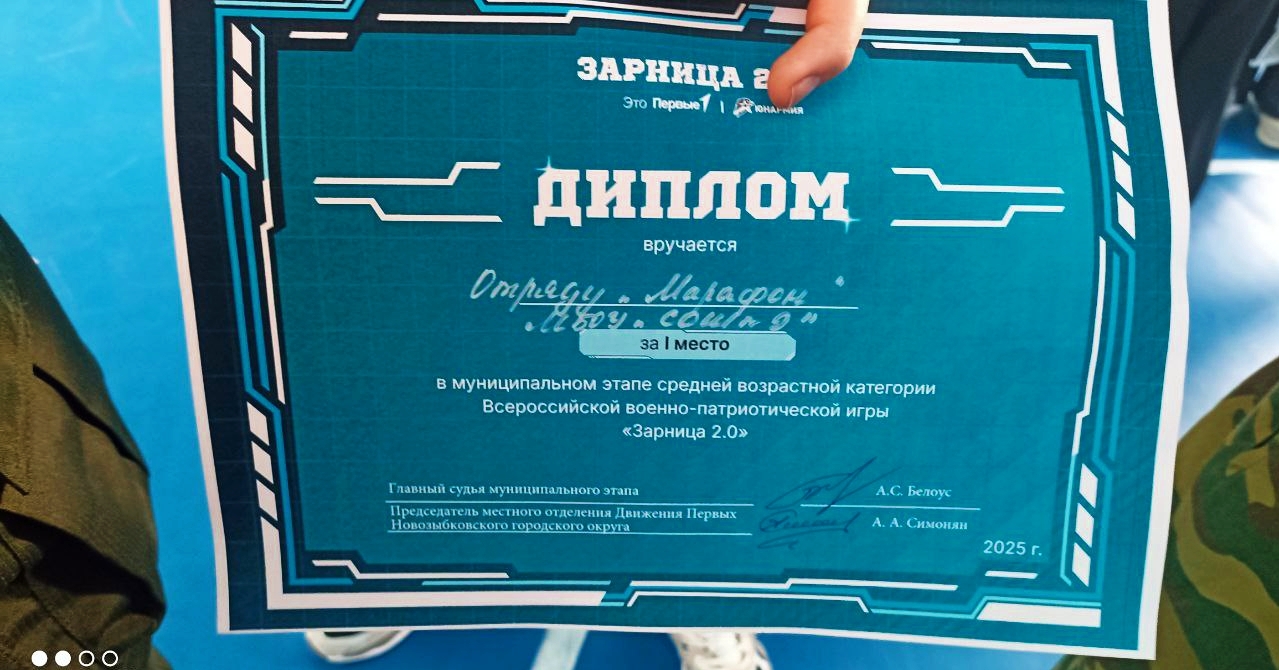 ЗАРНИЦА 2
Это Первые | ЮНАРМИЯ
ДИПЛОМ
вручается
Отряду „Марафон"
„МБОУ „СОШ № 9"
за I место
в муниципальном этапе средней возрастной категории
Всероссийской военно-патриотической игры
«Зарница 2.0»
Главный судья муниципального этапа А.С. Белоус
Председатель местного отделения Движения Первых
Новозыбковского городского округа А. А. Симонян
2025 г.